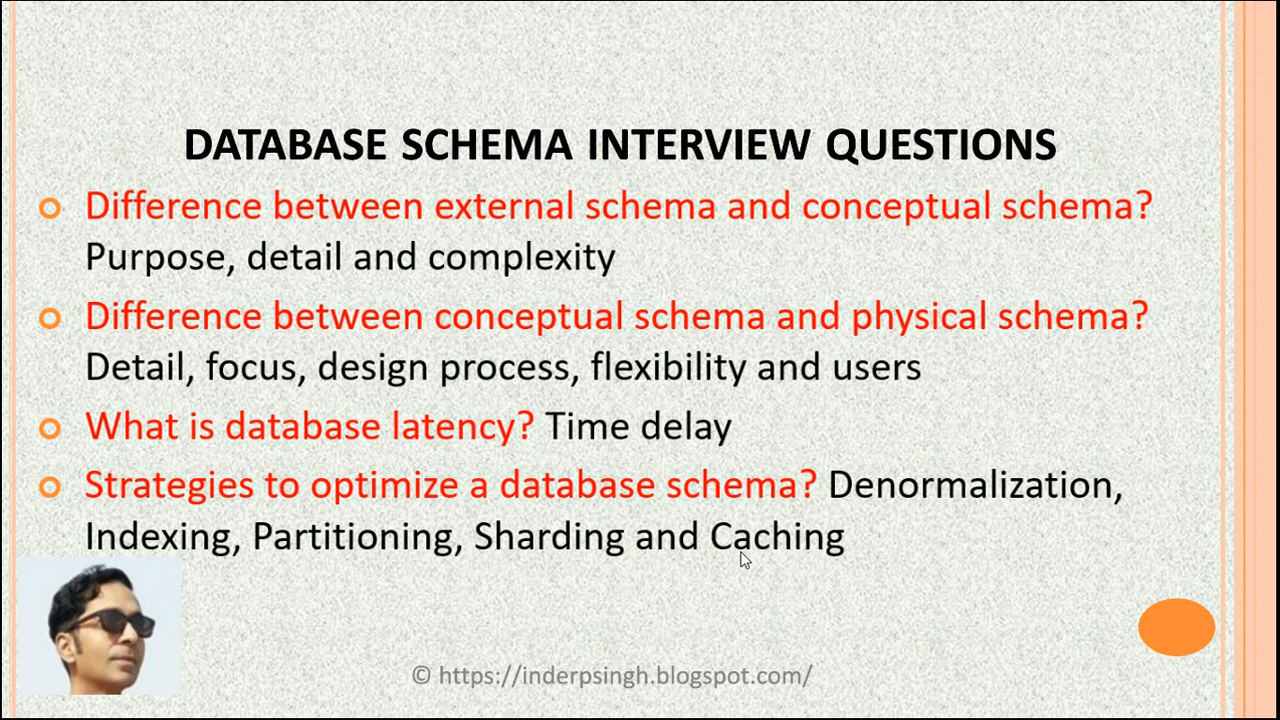 DATABASE SCHEMA INTERVIEW QUESTIONS
Difference between external schema and conceptual schema?
Purpose, detail and complexity
Difference between conceptual schema and physical schema?
Detail, focus, design process, flexibility and users
What is database latency? Time delay
Strategies to optimize a database schema? Denormalization,
Indexing, Partitioning, Sharding and Caching
© https://inderpsingh.blogspot.com/